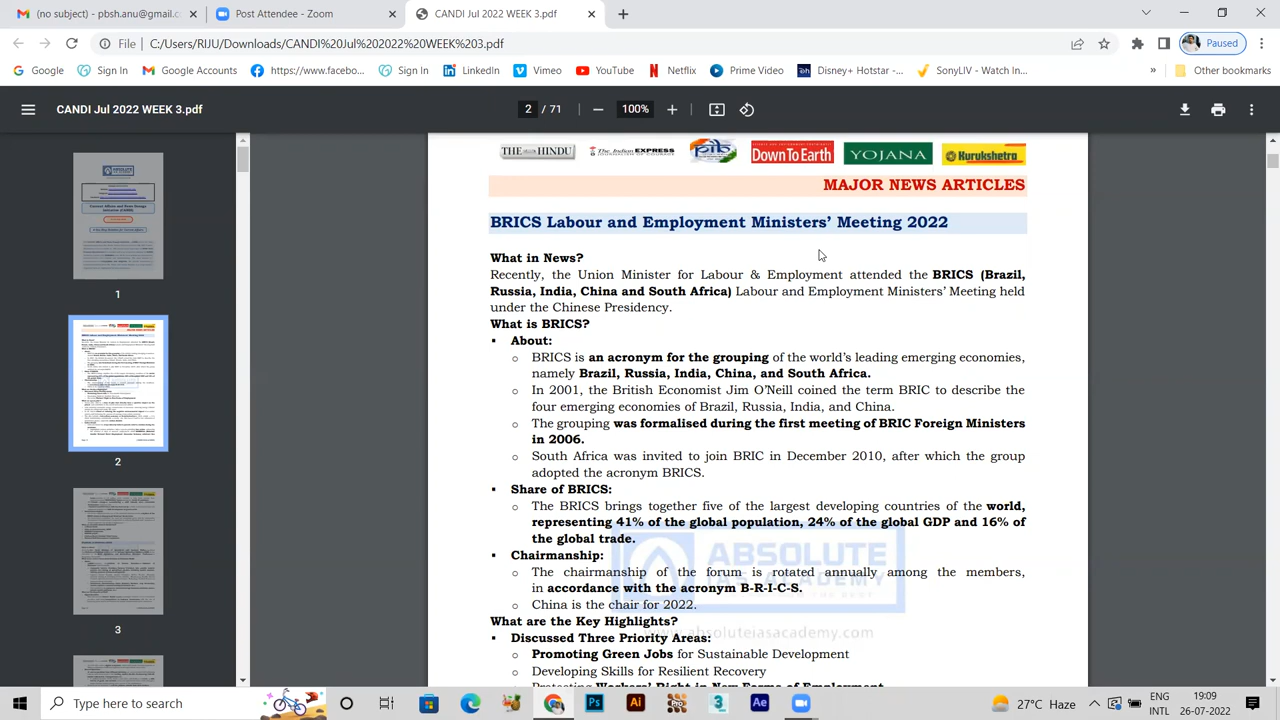 (no subject) - pbsh.anu@gmail.c
Post Attendee - Zoom
CANDI Jul 2022 WEEK 3.pdf
File
C:/Users/RIJU/Downloads/CANDI%20Jul%202022%20WEEK%203.pdf
Paused
Google
Sign In
Google Accounts
https://www.facebo...
Sign In
LinkedIn
Vimeo
YouTube
Netflix
Prime Video
Disney+ Hotstar -...
SonyLIV - Watch In...
»
Other bookmarks
CANDI Jul 2022 WEEK 3.pdf
2 / 71
100%
THE HINDU
The Indian EXPRESS
pib
Down To Earth
YOJANA
Kurukshetra
MAJOR NEWS ARTICLES
BRICS Labour and Employment Ministers' Meeting 2022
What in News?
Recently, the Union Minister for Labour & Employment attended the BRICS (Brazil,
Russia, India, China and South Africa) Labour and Employment Ministers' Meeting held
under the Chinese Presidency.
What is BRICS?
▪ About:
o BRICS is an acronym for the grouping of the world's leading emerging economies,
namely Brazil, Russia, India, China, and South Africa.
o In 2001, the British Economist Jim O'Neill coined the term BRIC to describe the
four emerging economies of Brazil, Russia, India, and China.
o The grouping was formalised during the first meeting of BRIC Foreign Ministers
in 2006.
o South Africa was invited to join BRIC in December 2010, after which the group
adopted the acronym BRICS.
▪ Share of BRICS:
o The BRICS brings together five of the largest developing countries of the world,
representing 41% of the global population, 24% of the global GDP and 16% of
the global trade.
▪ Chairmanship:
o The chairmanship of the forum is rotated annually among the members,
in accordance with the acronym B-R-I-C-S.
o China is the chair for 2022.
What are the Key Highlights?
www.absoluteiasacademy.com
▪ Discussed Three Priority Areas:
o Promoting Green Jobs for Sustainable Development
o Developing Skills for Resilient Recovery
Protecting Workers' Right in New Forms of Employment
1
2
3
Type here to search
27°C Haze
ENG
INTL
19:09
26-07-2022